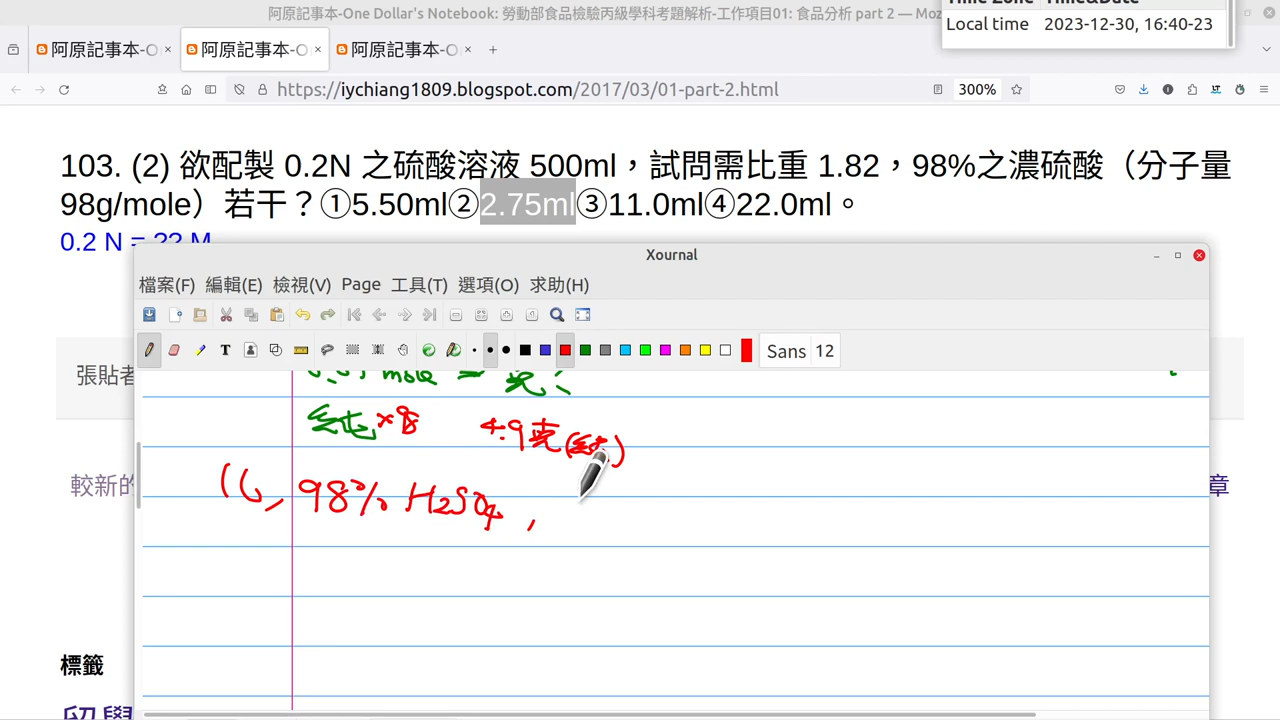 阿原記事本-One Dollar's Notebook: 勞動部食品檢驗丙級學科考題解析-工作項目01: 食品分析 part 2 — Moz
Time Zone Time&Date
Local time 2023-12-30, 16:40-23
阿原記事本-O × 阿原記事本-O × 阿原記事本-O × +
https://iychiang1809.blogspot.com/2017/03/01-part-2.html 300%
103. (2) 欲配製 0.2N 之硫酸溶液 500ml，試問需比重 1.82，98%之濃硫酸（分子量
98g/mole）若干？①5.50ml②2.75ml③11.0ml④22.0ml。
0.2 N = ?? M
Xournal
檔案(F) 編輯(E) 檢視(V) Page 工具(T) 選項(O) 求助(H)
Sans 12
張貼者
mole = 克?
×98 4.9克
98% H2SO4 ,
較新的 章
標籤